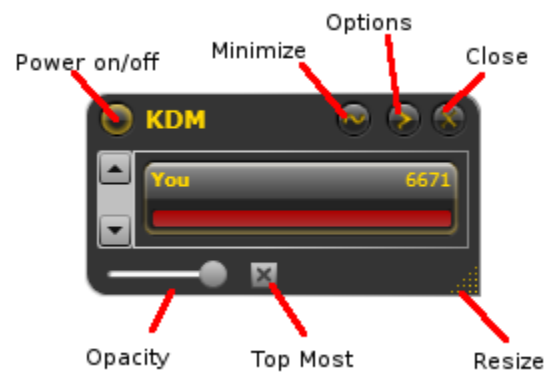 Options
Minimize
Close
Power on/off
KDM
You 6671
Opacity
Top Most
Resize